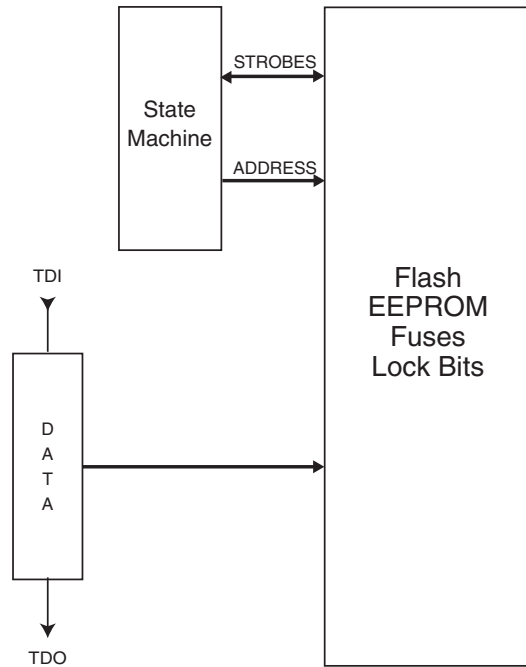 STROBES
State
Machine
ADDRESS
TDI
Flash
EEPROM
Fuses
Lock Bits
D
A
T
A
TDO